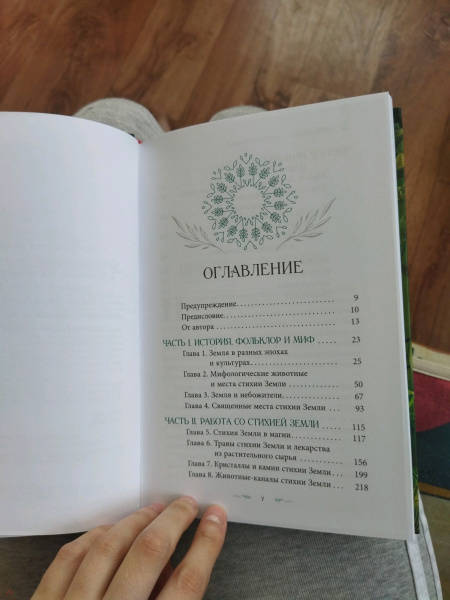 ОГЛАВЛЕНИЕ
Предупреждение. . . . . . . . . . . . . . . . . . . . . . . 9
Предисловие. . . . . . . . . . . . . . . . . . . . . . . . . . 10
От автора . . . . . . . . . . . . . . . . . . . . . . . . . . . . 13
ЧАСТЬ I. ИСТОРИЯ, ФОЛЬКЛОР И МИФ . . . . . 23
Глава 1. Земля в разных эпохах
и культурах. . . . . . . . . . . . . . . . . . . . . 25
Глава 2. Мифологические животные
и места стихии Земли . . . . . . . . . . . . 50
Глава 3. Земля и небожители. . . . . . . . . . . . 67
Глава 4. Священные места стихии Земли . . . 93
ЧАСТЬ II. РАБОТА СО СТИХИЕЙ ЗЕМЛИ . . . . . 115
Глава 5. Стихия Земли в магии. . . . . . . . . . . 117
Глава 6. Травы стихии Земли и лекарства
из растительного сырья . . . . . . . . . . 156
Глава 7. Кристаллы и камни стихии Земли . . 199
Глава 8. Животные-каналы стихии Земли . . . 218
7